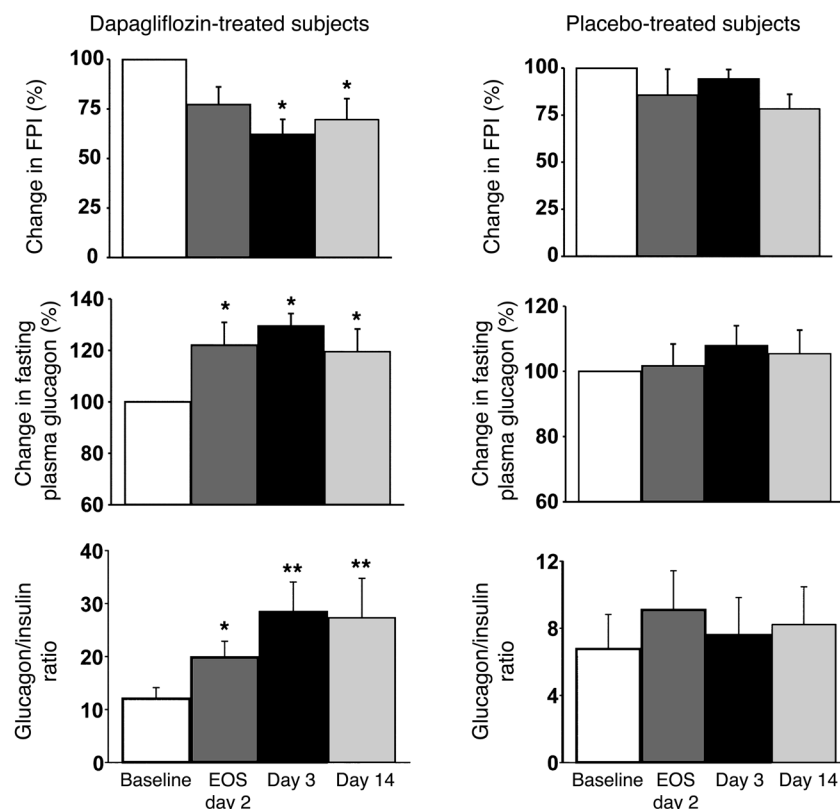 Dapagliflozin-treated subjects
Placebo-treated subjects
Change in FPI (%)
100
75
50
25
0
*
*
Change in FPI (%)
100
75
50
25
0
Change in fasting
plasma glucagon (%)
140
120
100
80
60
*
*
*
Change in fasting
plasma glucagon (%)
120
100
80
60
Glucagon/insulin
ratio
40
30
20
10
0
*
**
**
Baseline
EOS
day 2
Day 3
Day 14
Glucagon/insulin
ratio
12
8
4
0
Baseline
EOS
day 2
Day 3
Day 14